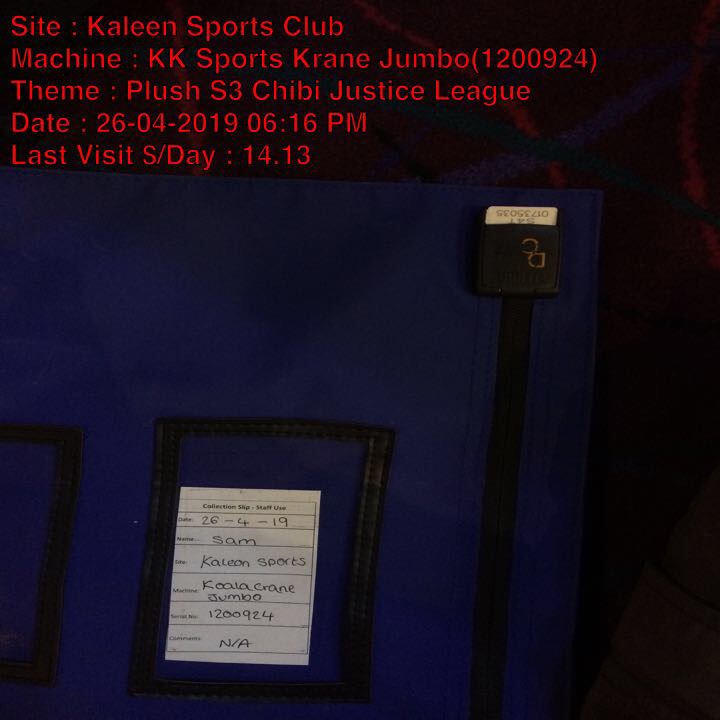 Site : Kaleen Sports Club
Machine : KK Sports Krane Jumbo(1200924)
Theme : Plush S3 Chibi Justice League
Date : 26-04-2019 06:16 PM
Last Visit S/Day : 14.13
S41
01735035
Collection Slip - Staff Use
Date: 26-4-19
Name: Sam
Site: Kaleen Sports
Machine: Koala Crane
Jumbo
Serial No: 1200924
Comments: N/A